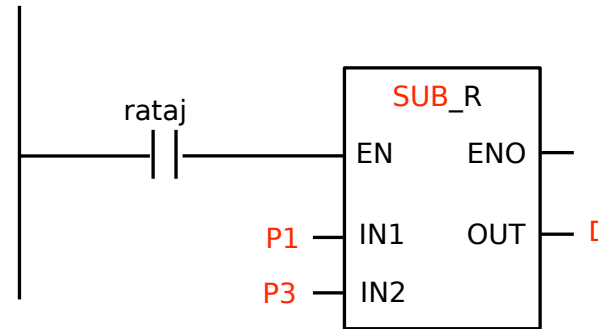 rataj
SUB_R
EN ENO
P1 IN1 OUT
P3 IN2